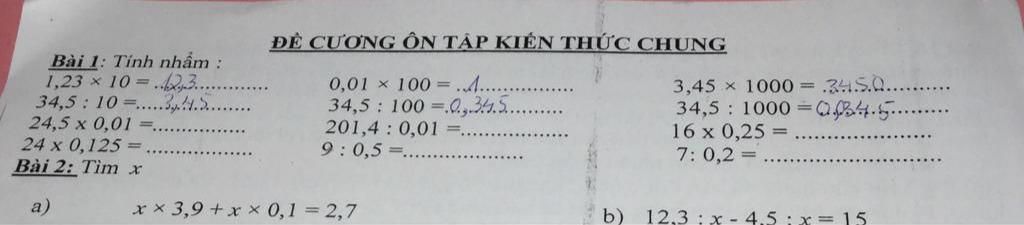 ĐỀ CƯƠNG ÔN TẬP KIẾN THỨC CHUNG
Bài 1: Tính nhẩm :
1,23 × 10 = ..12,3........ 0,01 × 100 = ..1................. 3,45 × 1000 = .3450...........
34,5 : 10 =....3,45........ 34,5 : 100 =.0,345......... 34,5 : 1000 = 0,0345.........
24,5 x 0,01 =................ 201,4 : 0,01 =.................. 16 x 0,25 = .......................
24 x 0,125 = .................. 9 : 0,5 =..................... 7: 0,2 = ..............................
Bài 2: Tìm x
a) x × 3,9 + x × 0,1 = 2,7 b) 12,3 : x - 4,5 : x = 15